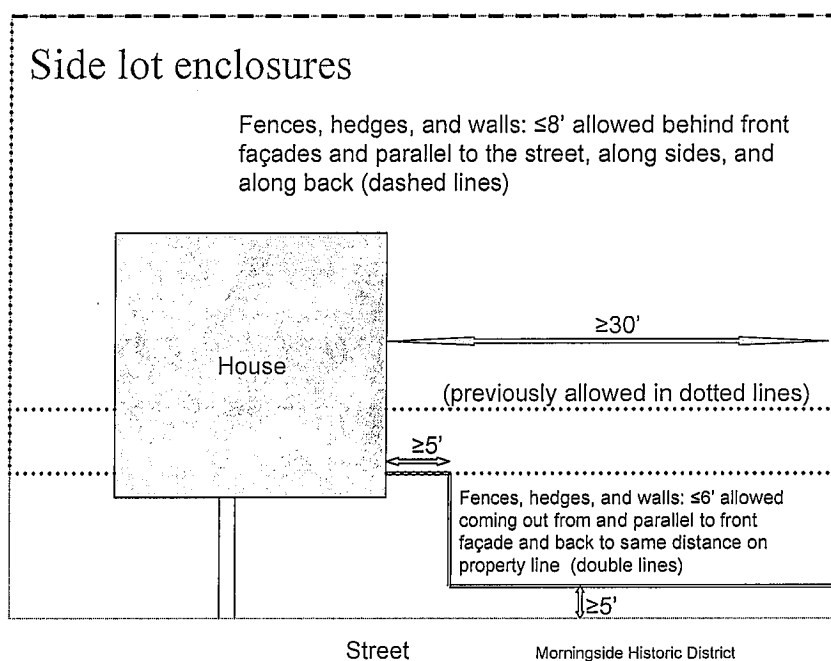 Side lot enclosures
Fences, hedges, and walls: ≤8’ allowed behind front
façades and parallel to the street, along sides, and
along back (dashed lines)
≥30’
House
(previously allowed in dotted lines)
≥5’
Fences, hedges, and walls: ≤6’ allowed
coming out from and parallel to front
façade and back to same distance on
property line (double lines)
≥5’
Street
Morningside Historic District